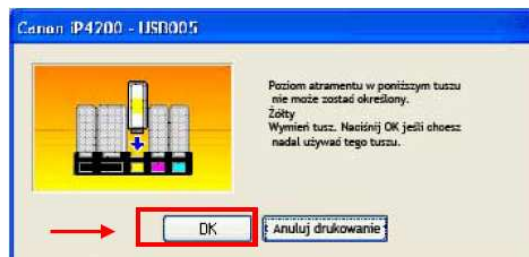 Canon iP4200 - USB005
Poziom atramentu w poniższym tuszu
nie może zostać określony.
Żółty
Wymień tusz. Naciśnij OK jeśli chcesz
nadal używać tego tuszu.
OK
Anuluj drukowanie